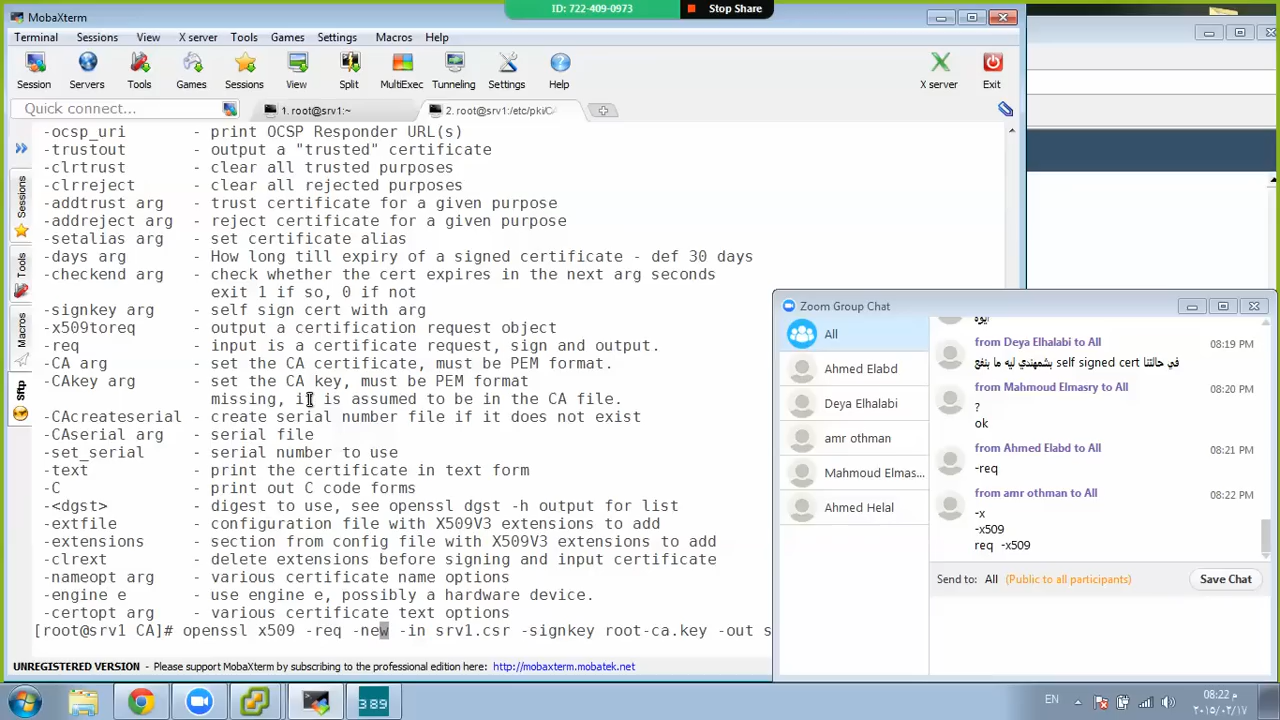 ID: 722-409-0973
Stop Share
MobaXterm
Terminal Sessions View X server Tools Games Settings Macros Help
Session Servers Tools Games Sessions View Split MultiExec Tunneling Settings Help X server Exit
Quick connect...
1. root@srv1:~
2. root@srv1:/etc/pki/CA
Sessions
Tools
Macros
Sftp
-ocsp_uri - print OCSP Responder URL(s)
-trustout - output a "trusted" certificate
-clrtrust - clear all trusted purposes
-clrreject - clear all rejected purposes
-addtrust arg - trust certificate for a given purpose
-addreject arg - reject certificate for a given purpose
-setalias arg - set certificate alias
-days arg - How long till expiry of a signed certificate - def 30 days
-checkend arg - check whether the cert expires in the next arg seconds
exit 1 if so, 0 if not
-signkey arg - self sign cert with arg
-x509toreq - output a certification request object
-req - input is a certificate request, sign and output.
-CA arg - set the CA certificate, must be PEM format.
-CAkey arg - set the CA key, must be PEM format
missing, it is assumed to be in the CA file.
-CAcreateserial - create serial number file if it does not exist
-CAserial arg - serial file
-set_serial - serial number to use
-text - print the certificate in text form
-C - print out C code forms
-<dgst> - digest to use, see openssl dgst -h output for list
-extfile - configuration file with X509V3 extensions to add
-extensions - section from config file with X509V3 extensions to add
-clrext - delete extensions before signing and input certificate
-nameopt arg - various certificate name options
-engine e - use engine e, possibly a hardware device.
-certopt arg - various certificate text options
[root@srv1 CA]# openssl x509 -req -new -in srv1.csr -signkey root-ca.key -out s
UNREGISTERED VERSION - Please support MobaXterm by subscribing to the professional edition here: http://mobaxterm.mobatek.net
Zoom Group Chat
All
Ahmed Elabd
Deya Elhalabi
amr othman
Mahmoud Elmas...
Ahmed Helal
ايوه
from Deya Elhalabi to All 08:19 PM
في حالتنا self signed cert بشمهندي ليه ما بنفع
from Mahmoud Elmasry to All 08:20 PM
?
ok
from Ahmed Elabd to All 08:21 PM
-req
from amr othman to All 08:22 PM
-x
-x509
req -x509
Send to: All (Public to all participants) Save Chat
389
EN
08:22 م
٢٠١٥/٠٢/١٧